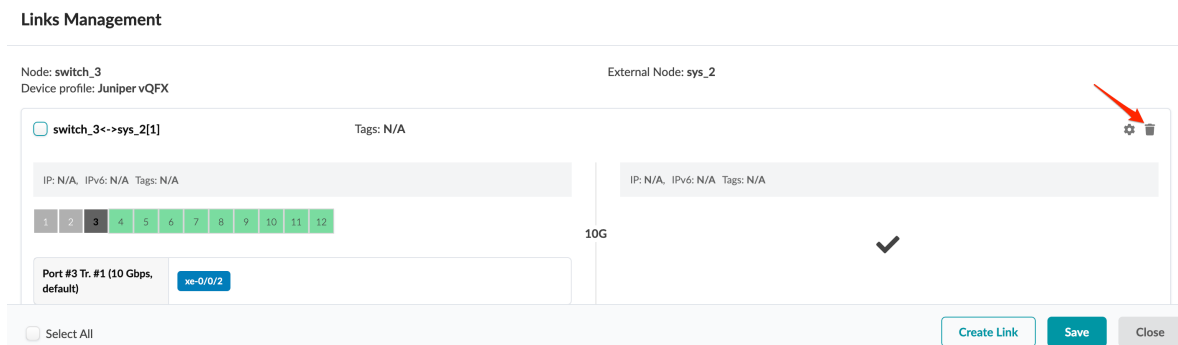 Links Management
Node: switch_3
External Node: sys_2
Device profile: Juniper vQFX
switch_3<->sys_2[1]
Tags: N/A
IP: N/A, IPv6: N/A Tags: N/A
IP: N/A, IPv6: N/A Tags: N/A
1 2 3 4 5 6 7 8 9 10 11 12
10G
Port #3 Tr. #1 (10 Gbps,
default)
xe-0/0/2
Select All
Create Link
Save
Close